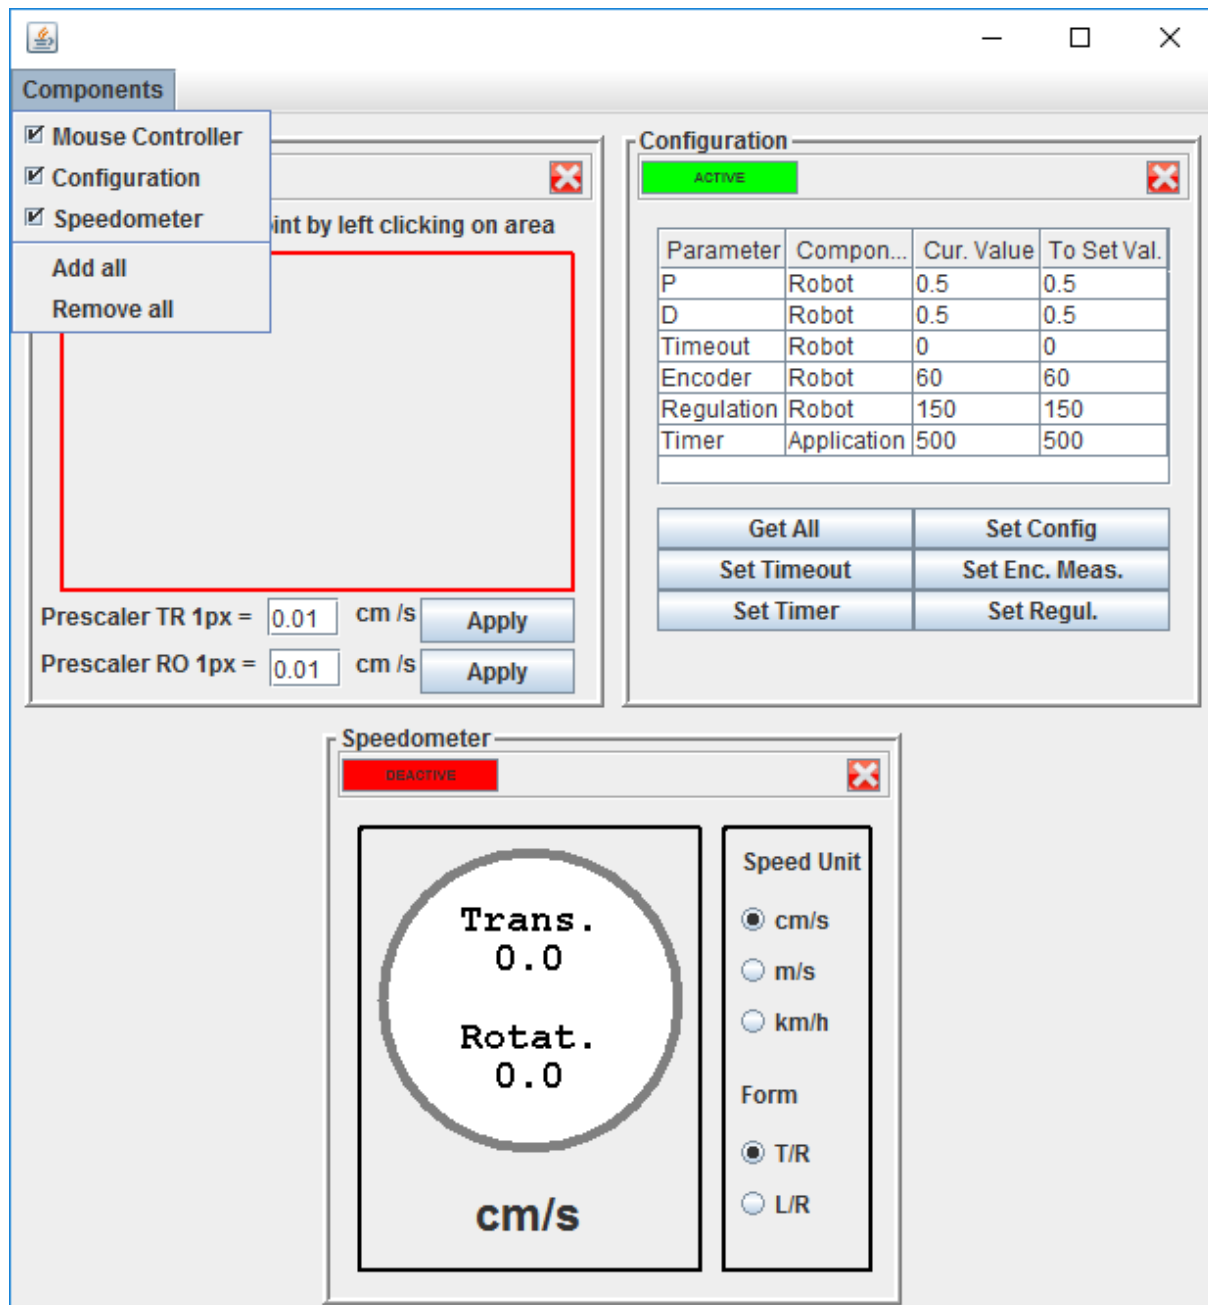 Components
Mouse Controller
Configuration
Speedometer
Add all
Remove all
by left clicking on area
Prescaler TR 1px = 0.01 cm /s Apply
Prescaler RO 1px = 0.01 cm /s Apply
Configuration
ACTIVE
Parameter Compon... Cur. Value To Set Val.
P Robot 0.5 0.5
D Robot 0.5 0.5
Timeout Robot 0 0
Encoder Robot 60 60
Regulation Robot 150 150
Timer Application 500 500
Get All Set Config
Set Timeout Set Enc. Meas.
Set Timer Set Regul.
Speedometer
DEACTIVE
Trans.
0.0
Rotat.
0.0
cm/s
Speed Unit
cm/s
m/s
km/h
Form
T/R
L/R